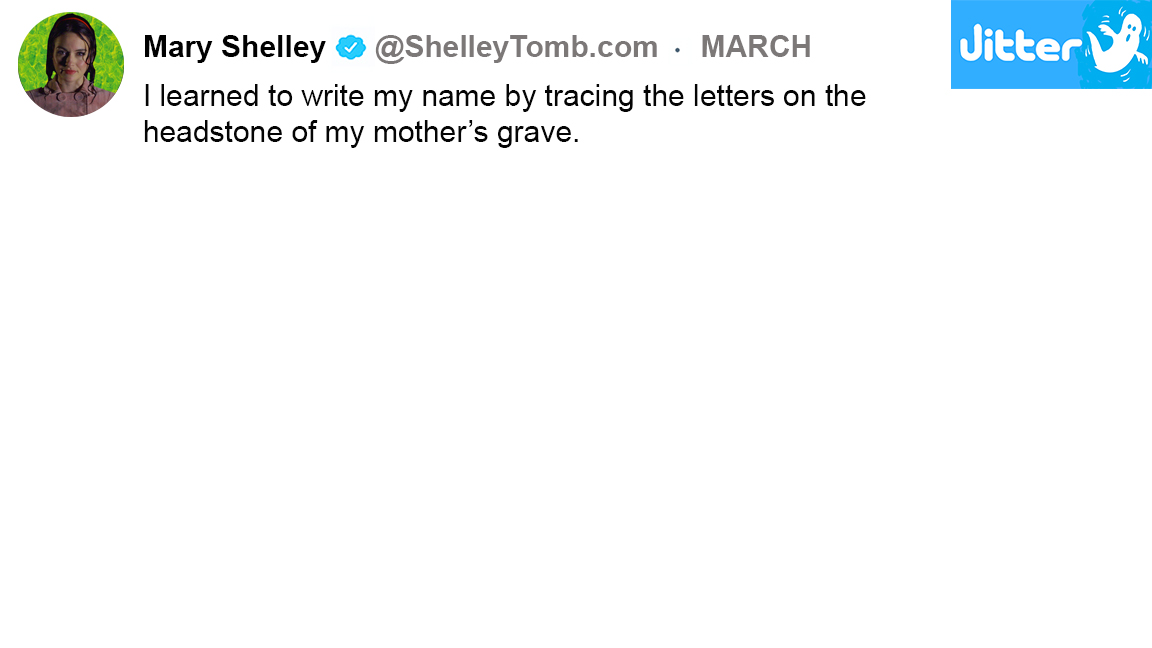 Mary Shelley @ShelleyTomb.com · MARCH
Jitter
I learned to write my name by tracing the letters on the
headstone of my mother’s grave.